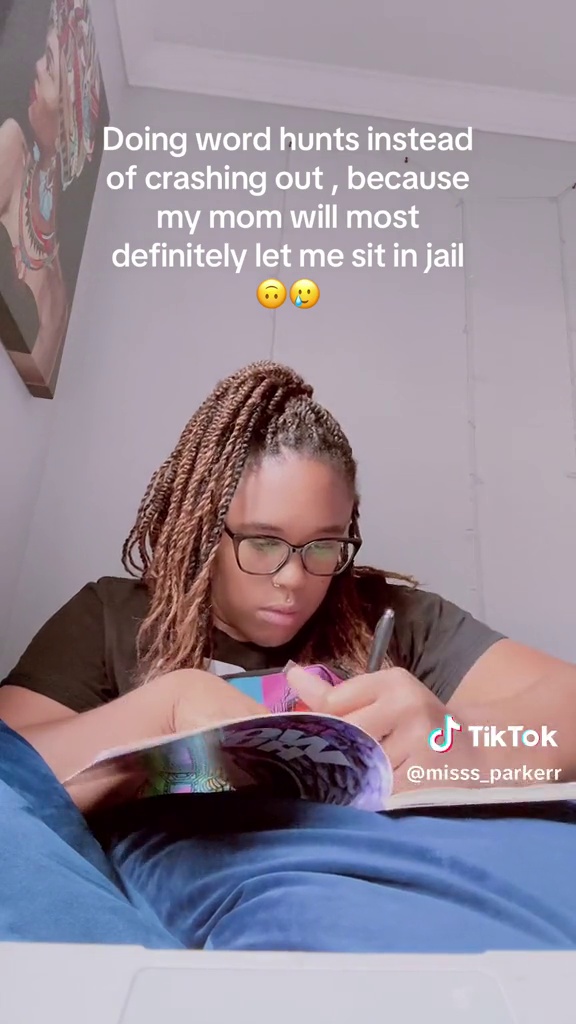 Doing word hunts instead
of crashing out , because
my mom will most
definitely let me sit in jail
🙃🥲
TikTok
@misss_parkerr